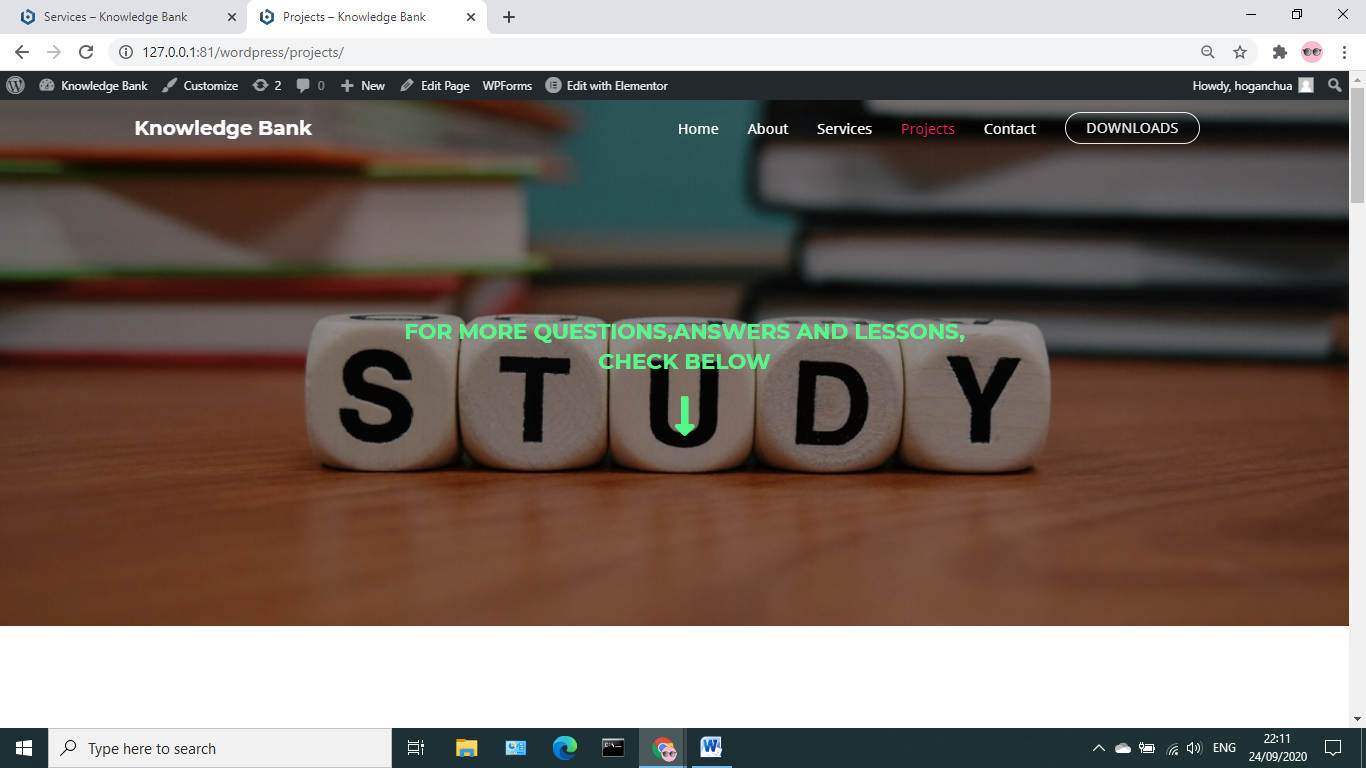 Services – Knowledge Bank
Projects – Knowledge Bank
127.0.0.1:81/wordpress/projects/
Knowledge Bank Customize 2 0 New Edit Page WPForms Edit with Elementor Howdy, hoganchua
Knowledge Bank Home About Services Projects Contact DOWNLOADS
FOR MORE QUESTIONS,ANSWERS AND LESSONS,
CHECK BELOW
STUDY
Type here to search
ENG
22:11
24/09/2020